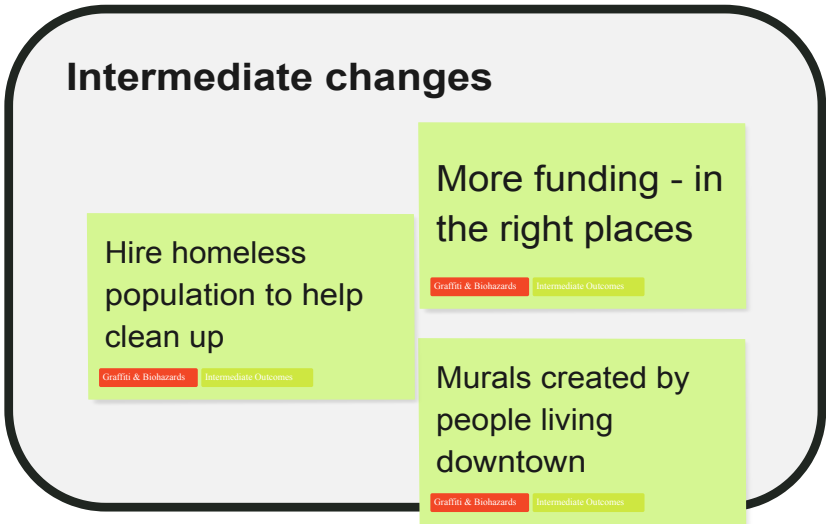 Intermediate changes
More funding - in
the right places
Graffiti & Biohazards Intermediate Outcomes
Hire homeless
population to help
clean up
Graffiti & Biohazards Intermediate Outcomes
Murals created by
people living
downtown
Graffiti & Biohazards Intermediate Outcomes